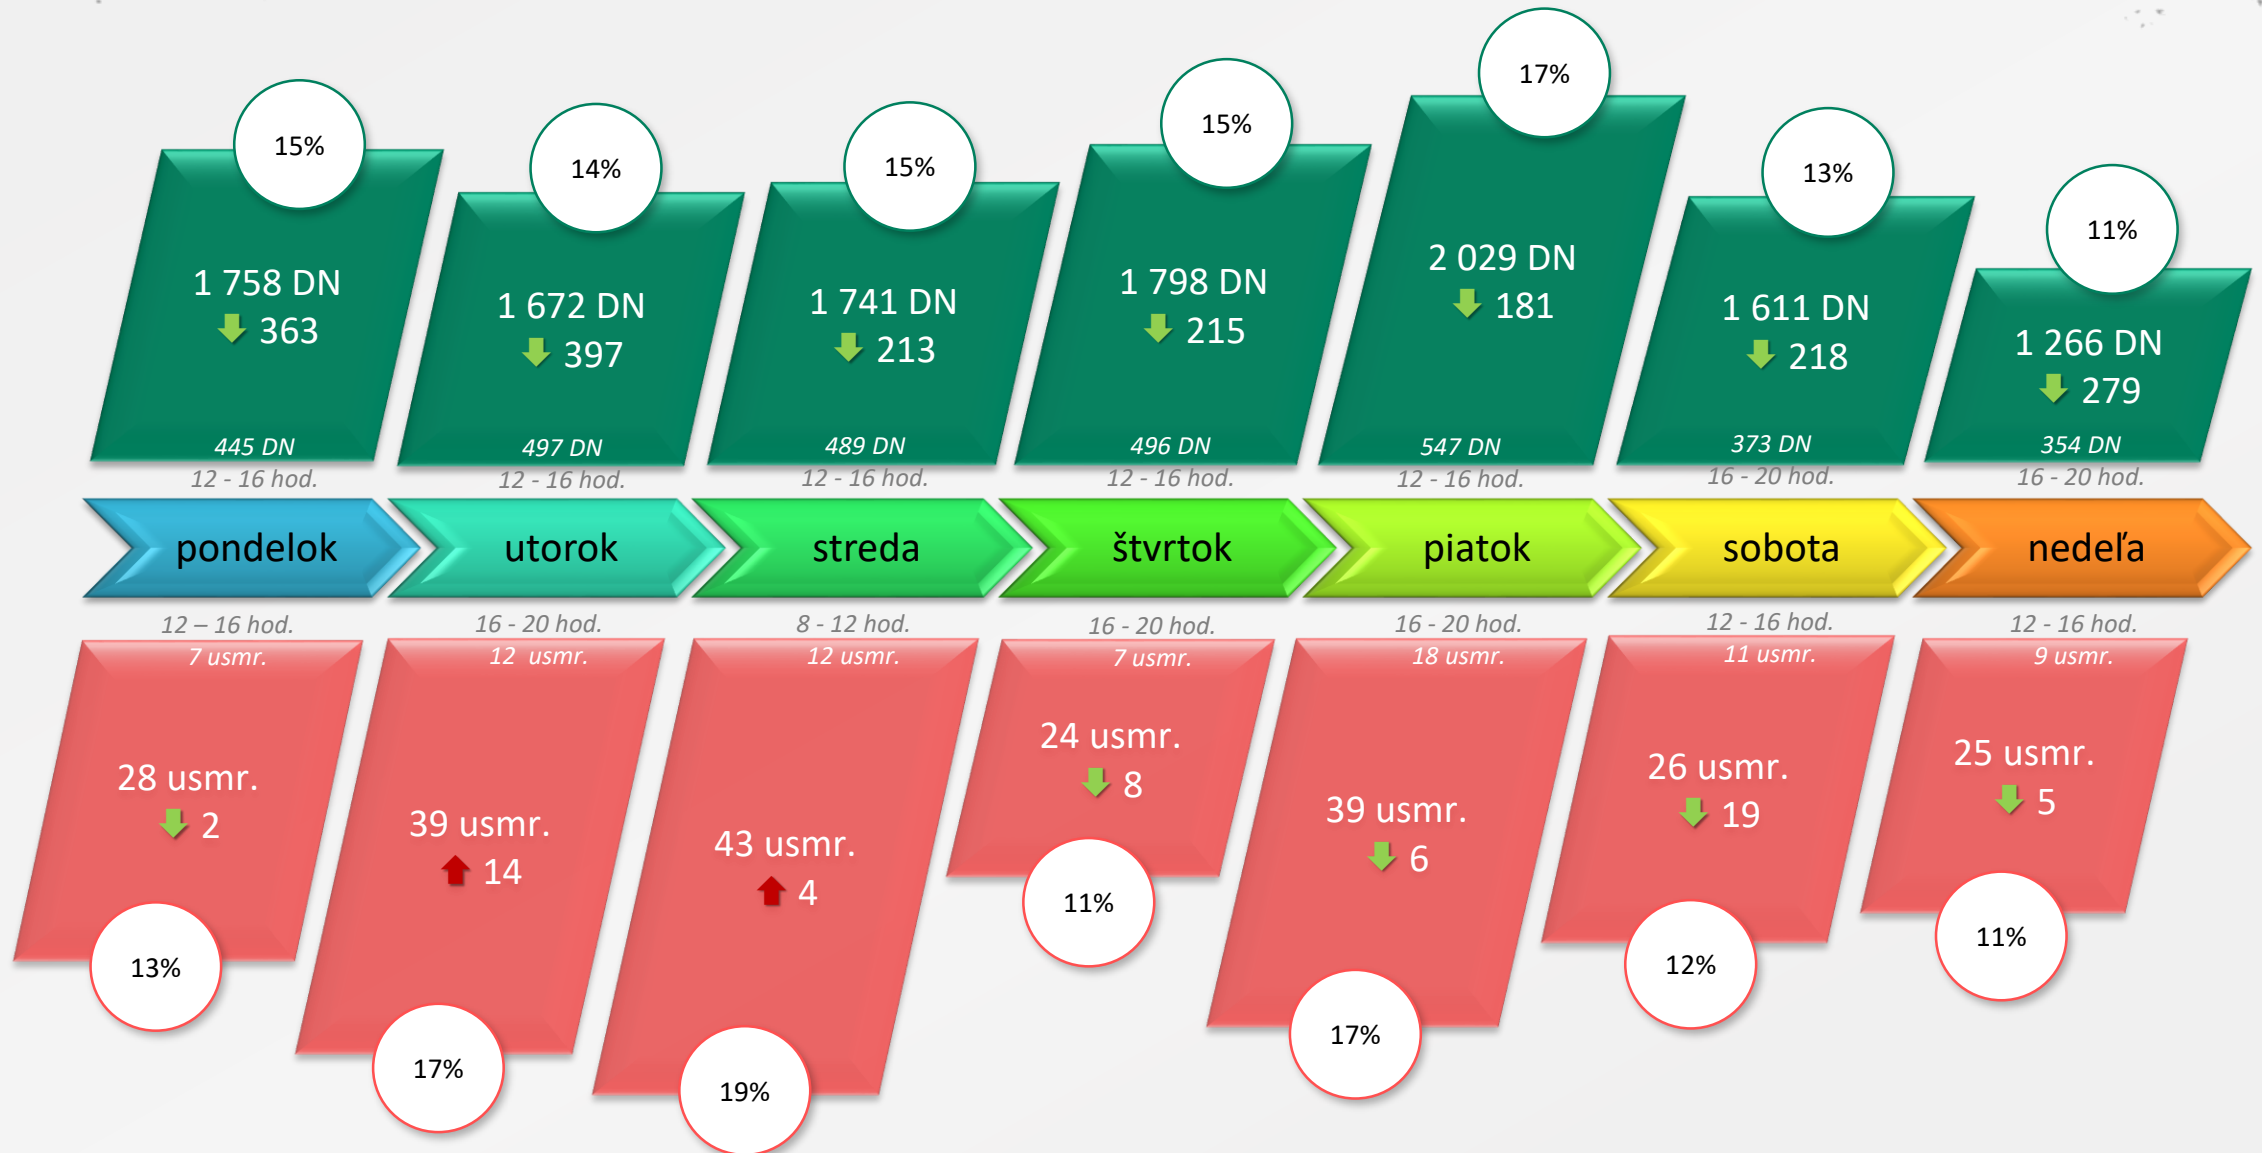 15%
1 758 DN
363
445 DN
12 - 16 hod.
14%
1 672 DN
397
497 DN
12 - 16 hod.
15%
1 741 DN
213
489 DN
12 - 16 hod.
15%
1 798 DN
215
496 DN
12 - 16 hod.
17%
2 029 DN
181
547 DN
12 - 16 hod.
13%
1 611 DN
218
373 DN
16 - 20 hod.
11%
1 266 DN
279
354 DN
16 - 20 hod.
pondelok
utorok
streda
štvrtok
piatok
sobota
nedeľa
12 – 16 hod.
7 usmr.
28 usmr.
2
13%
16 - 20 hod.
12 usmr.
39 usmr.
14
17%
8 - 12 hod.
12 usmr.
43 usmr.
4
19%
16 - 20 hod.
7 usmr.
24 usmr.
8
11%
16 - 20 hod.
18 usmr.
39 usmr.
6
17%
12 - 16 hod.
11 usmr.
26 usmr.
19
12%
12 - 16 hod.
9 usmr.
25 usmr.
5
11%